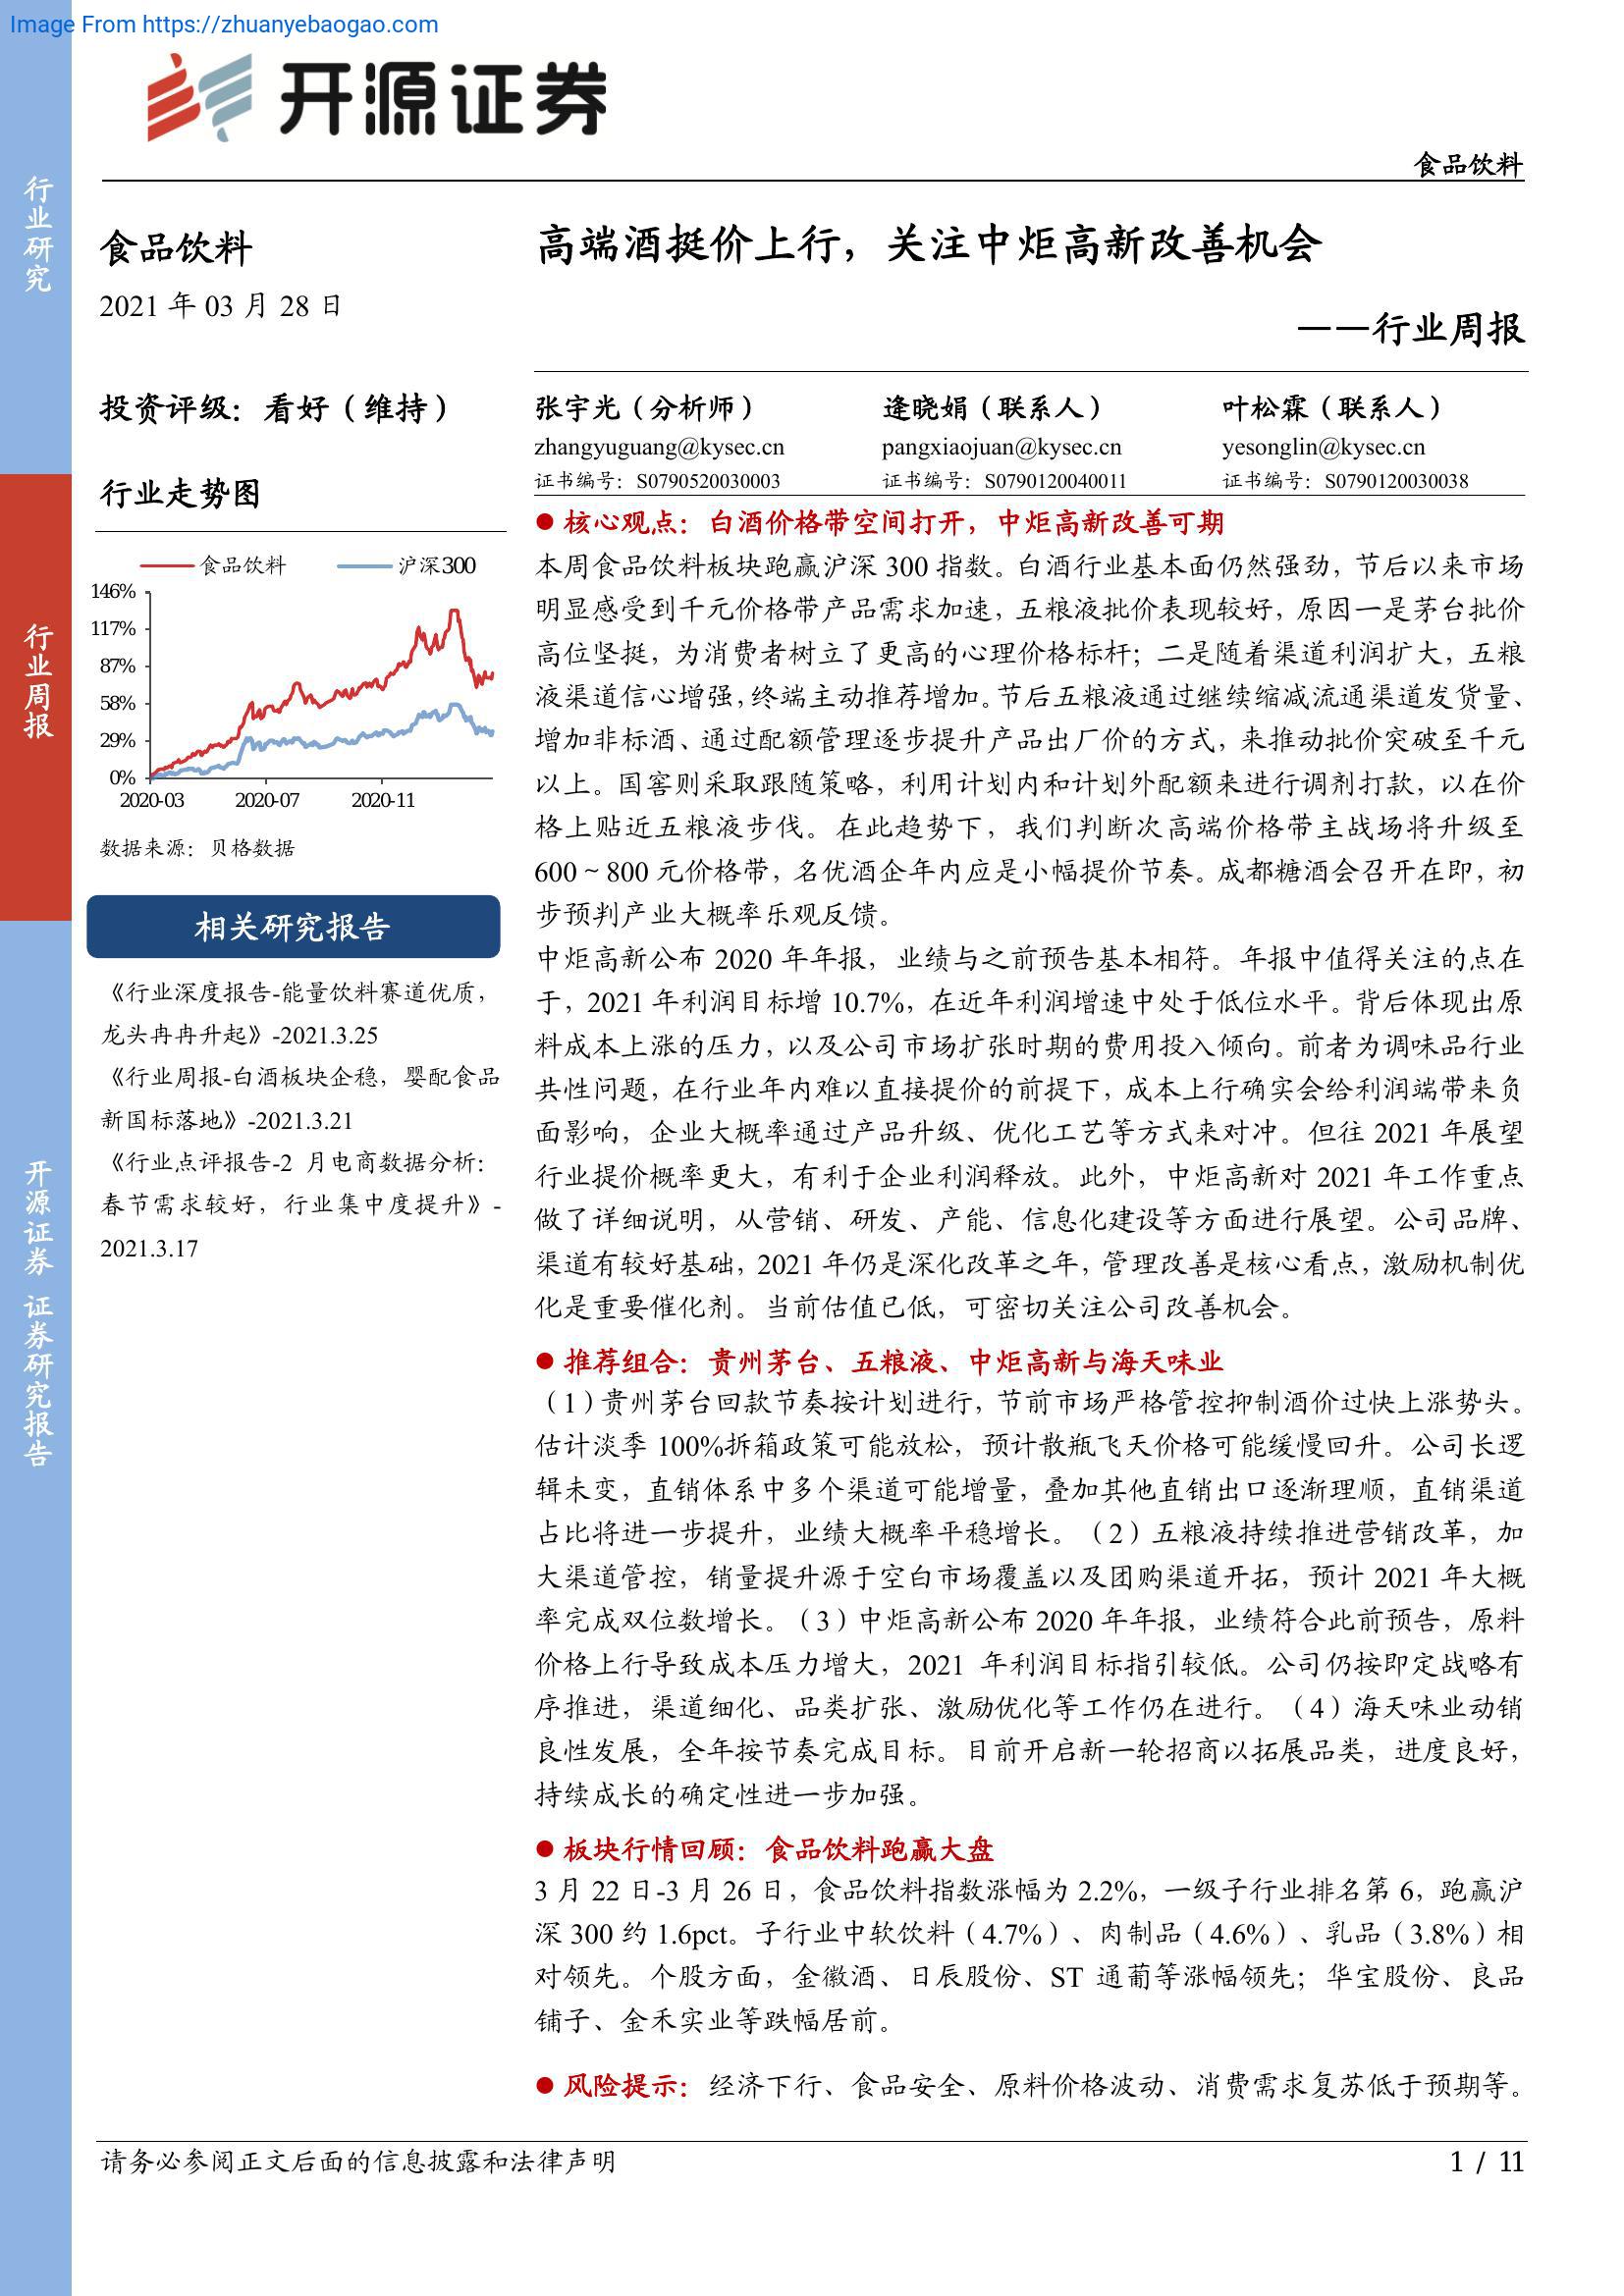 Image From https://zhuanyebaogao.com
开源证券
食品饮料
行业研究
行业周报
开源证券 证券研究报告
食品饮料
2021 年 03 月 28 日
投资评级：看好（维持）
行业走势图
食品饮料 沪深300
146%
117%
87%
58%
29%
0%
2020-03 2020-07 2020-11
数据来源：贝格数据
相关研究报告
《行业深度报告-能量饮料赛道优质，
龙头冉冉升起》-2021.3.25
《行业周报-白酒板块企稳，婴配食品
新国标落地》-2021.3.21
《行业点评报告-2 月电商数据分析：
春节需求较好，行业集中度提升》-
2021.3.17
高端酒挺价上行，关注中炬高新改善机会
——行业周报
张宇光（分析师） 逄晓娟（联系人） 叶松霖（联系人）
zhangyuguang@kysec.cn pangxiaojuan@kysec.cn yesonglin@kysec.cn
证书编号：S0790520030003 证书编号：S0790120040011 证书编号：S0790120030038
● 核心观点：白酒价格带空间打开，中炬高新改善可期
本周食品饮料板块跑赢沪深 300 指数。白酒行业基本面仍然强劲，节后以来市场
明显感受到千元价格带产品需求加速，五粮液批价表现较好，原因一是茅台批价
高位坚挺，为消费者树立了更高的心理价格标杆；二是随着渠道利润扩大，五粮
液渠道信心增强，终端主动推荐增加。节后五粮液通过继续缩减流通渠道发货量、
增加非标酒、通过配额管理逐步提升产品出厂价的方式，来推动批价突破至千元
以上。国窖则采取跟随策略，利用计划内和计划外配额来进行调剂打款，以在价
格上贴近五粮液步伐。在此趋势下，我们判断次高端价格带主战场将升级至
600～800 元价格带，名优酒企年内应是小幅提价节奏。成都糖酒会召开在即，初
步预判产业大概率乐观反馈。
中炬高新公布 2020 年年报，业绩与之前预告基本相符。年报中值得关注的点在
于，2021 年利润目标增 10.7%，在近年利润增速中处于低位水平。背后体现出原
料成本上涨的压力，以及公司市场扩张时期的费用投入倾向。前者为调味品行业
共性问题，在行业年内难以直接提价的前提下，成本上行确实会给利润端带来负
面影响，企业大概率通过产品升级、优化工艺等方式来对冲。但往 2021 年展望
行业提价概率更大，有利于企业利润释放。此外，中炬高新对 2021 年工作重点
做了详细说明，从营销、研发、产能、信息化建设等方面进行展望。公司品牌、
渠道有较好基础，2021 年仍是深化改革之年，管理改善是核心看点，激励机制优
化是重要催化剂。当前估值已低，可密切关注公司改善机会。
● 推荐组合：贵州茅台、五粮液、中炬高新与海天味业
（1）贵州茅台回款节奏按计划进行，节前市场严格管控抑制酒价过快上涨势头。
估计淡季 100%拆箱政策可能放松，预计散瓶飞天价格可能缓慢回升。公司长逻
辑未变，直销体系中多个渠道可能增量，叠加其他直销出口逐渐理顺，直销渠道
占比将进一步提升，业绩大概率平稳增长。（2）五粮液持续推进营销改革，加
大渠道管控，销量提升源于空白市场覆盖以及团购渠道开拓，预计 2021 年大概
率完成双位数增长。（3）中炬高新公布 2020 年年报，业绩符合此前预告，原料
价格上行导致成本压力增大，2021 年利润目标指引较低。公司仍按即定战略有
序推进，渠道细化、品类扩张、激励优化等工作仍在进行。（4）海天味业动销
良性发展，全年按节奏完成目标。目前开启新一轮招商以拓展品类，进度良好，
持续成长的确定性进一步加强。
● 板块行情回顾：食品饮料跑赢大盘
3 月 22 日-3 月 26 日，食品饮料指数涨幅为 2.2%，一级子行业排名第 6，跑赢沪
深 300 约 1.6pct。子行业中软饮料（4.7%）、肉制品（4.6%）、乳品（3.8%）相
对领先。个股方面，金徽酒、日辰股份、ST 通葡等涨幅领先；华宝股份、良品
铺子、金禾实业等跌幅居前。
● 风险提示：经济下行、食品安全、原料价格波动、消费需求复苏低于预期等。
请务必参阅正文后面的信息披露和法律声明 1 / 11